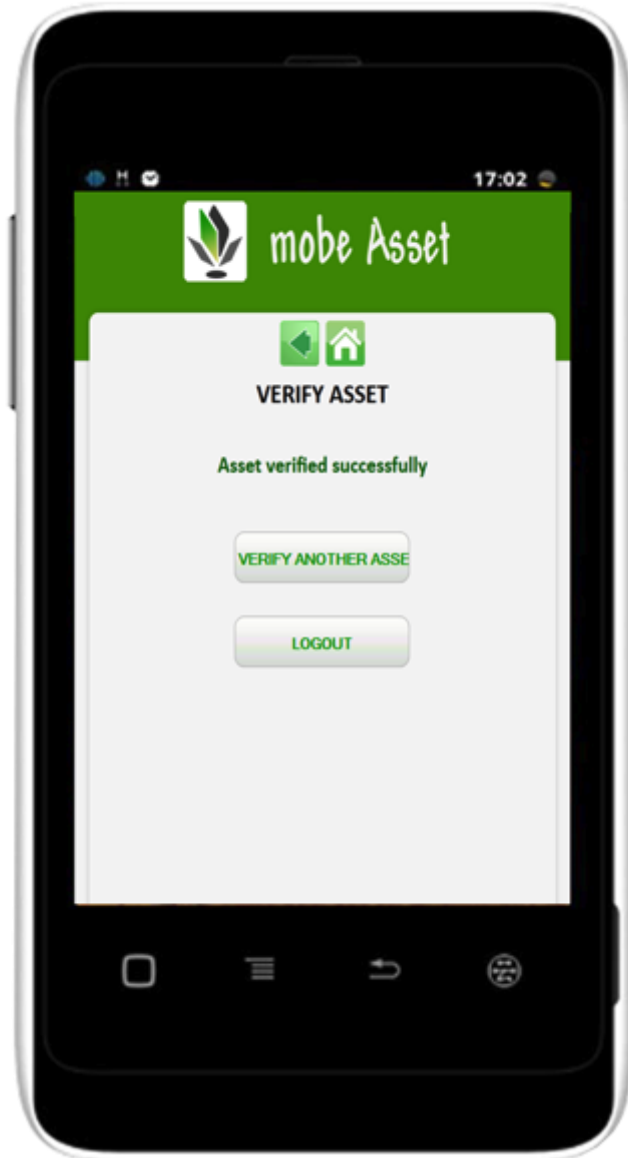 17:02
mobe Asset
VERIFY ASSET
Asset verified successfully
VERIFY ANOTHER ASSE
LOGOUT